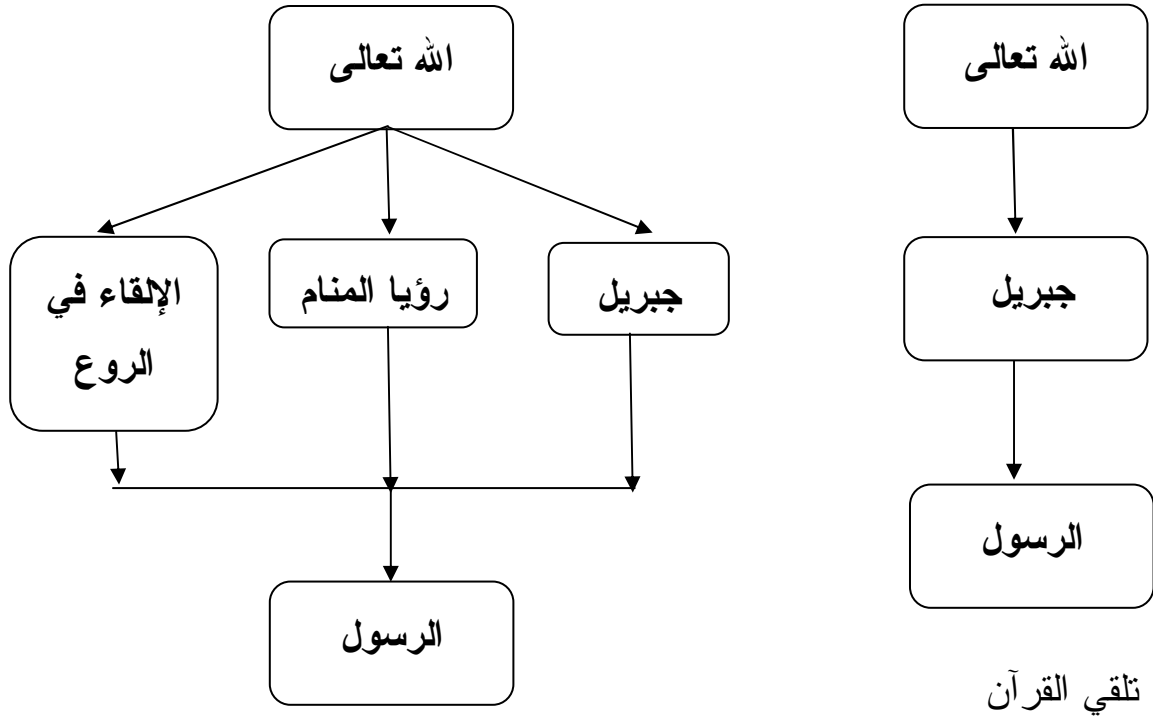 الله تعالى
جبريل
الرسول
تلقي القرآن
الله تعالى
جبريل
رؤيا المنام
الإلقاء في
الروع
الرسول